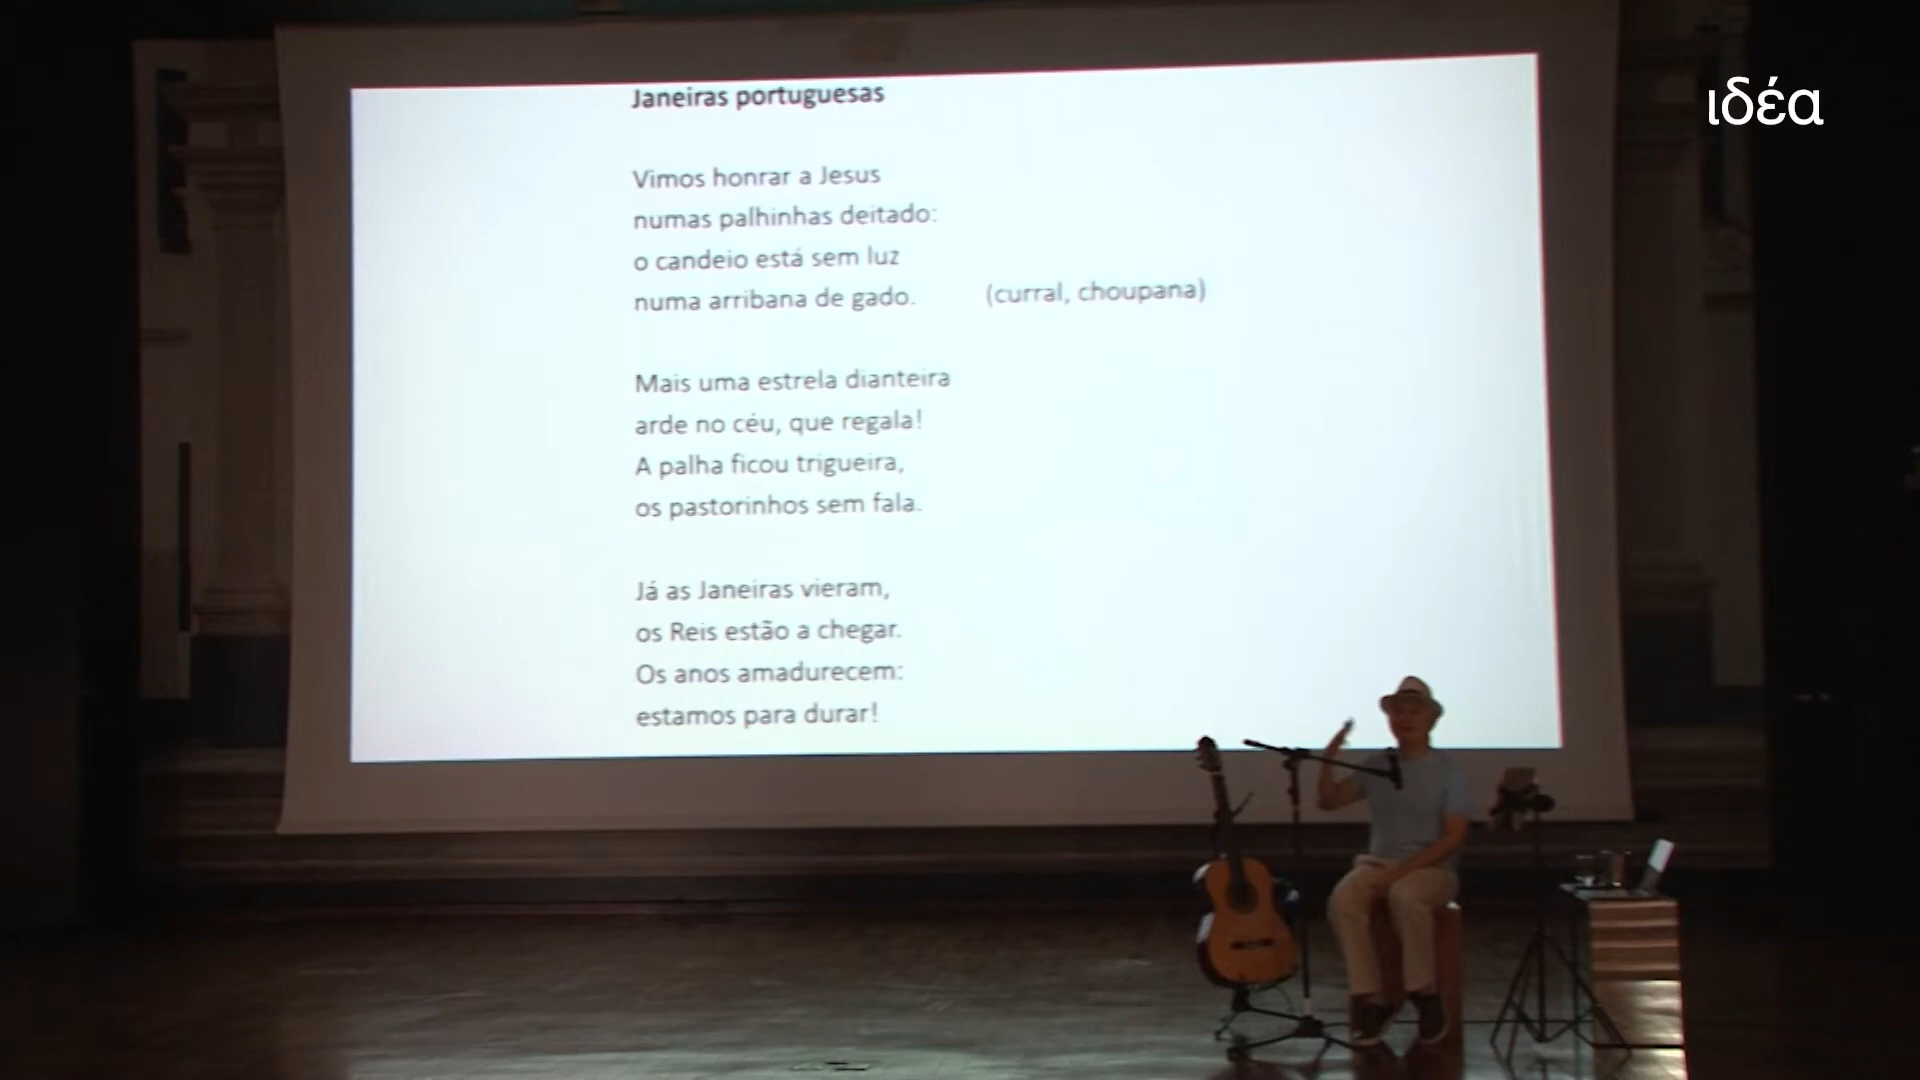 ιδέα
Janeiras portuguesas
Vimos honrar a Jesus
numas palhinhas deitado:
o candeio está sem luz
numa arribana de gado. (curral, choupana)
Mais uma estrela dianteira
arde no céu, que regala!
A palha ficou trigueira,
os pastorinhos sem fala.
Já as Janeiras vieram,
os Reis estão a chegar.
Os anos amadurecem:
estamos para durar!